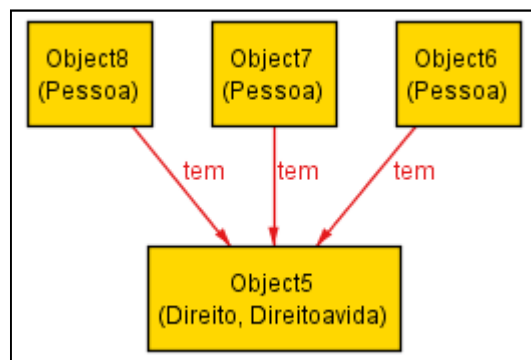 Object8
(Pessoa)
Object7
(Pessoa)
Object6
(Pessoa)
tem
tem
tem
Object5
(Direito, Direitoavida)